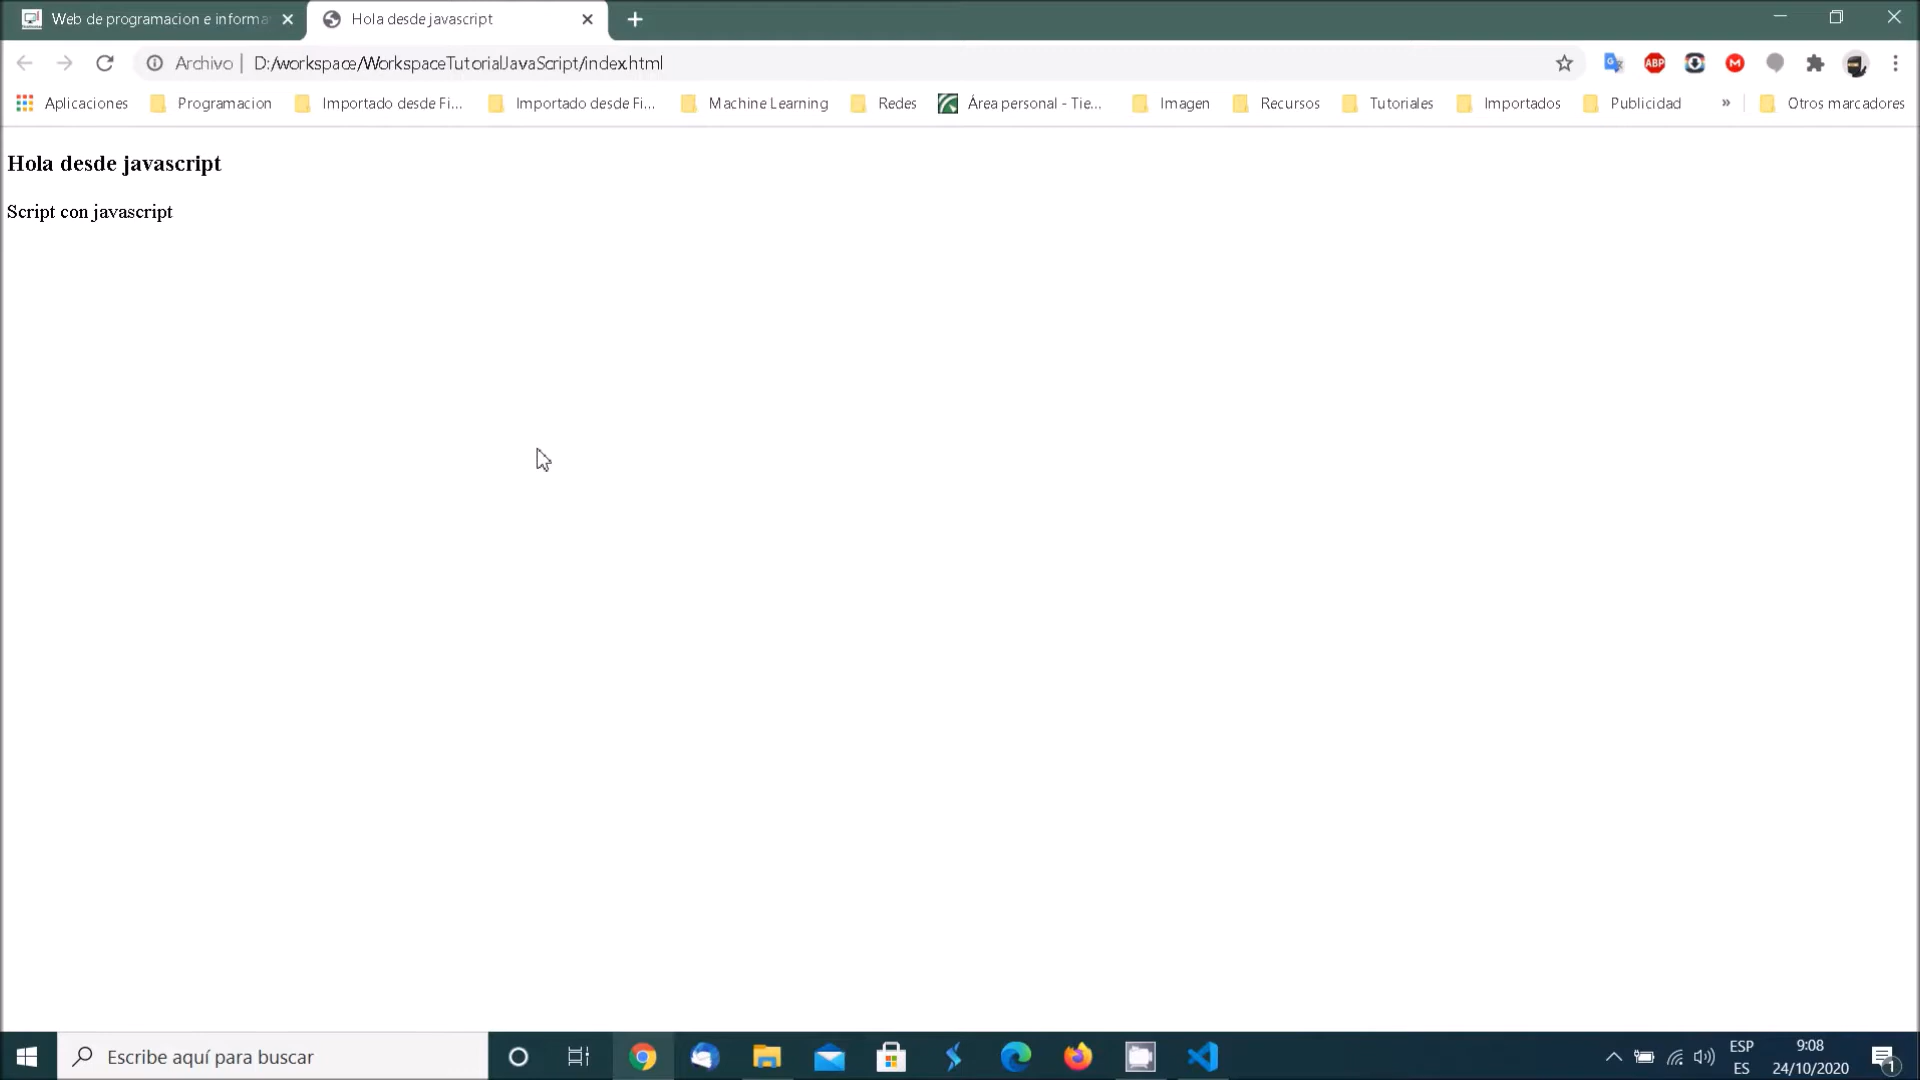 Web de programacion e informa
Hola desde javascript
Archivo | D:/workspace/WorkspaceTutorialJavaScript/index.html
ABP
M
Aplicaciones Programacion Importado desde Fi... Importado desde Fi... Machine Learning Redes Área personal - Tie... Imagen Recursos Tutoriales Importados Publicidad » Otros marcadores
Hola desde javascript
Script con javascript
Escribe aquí para buscar
ESP
ES
9:08
24/10/2020
1